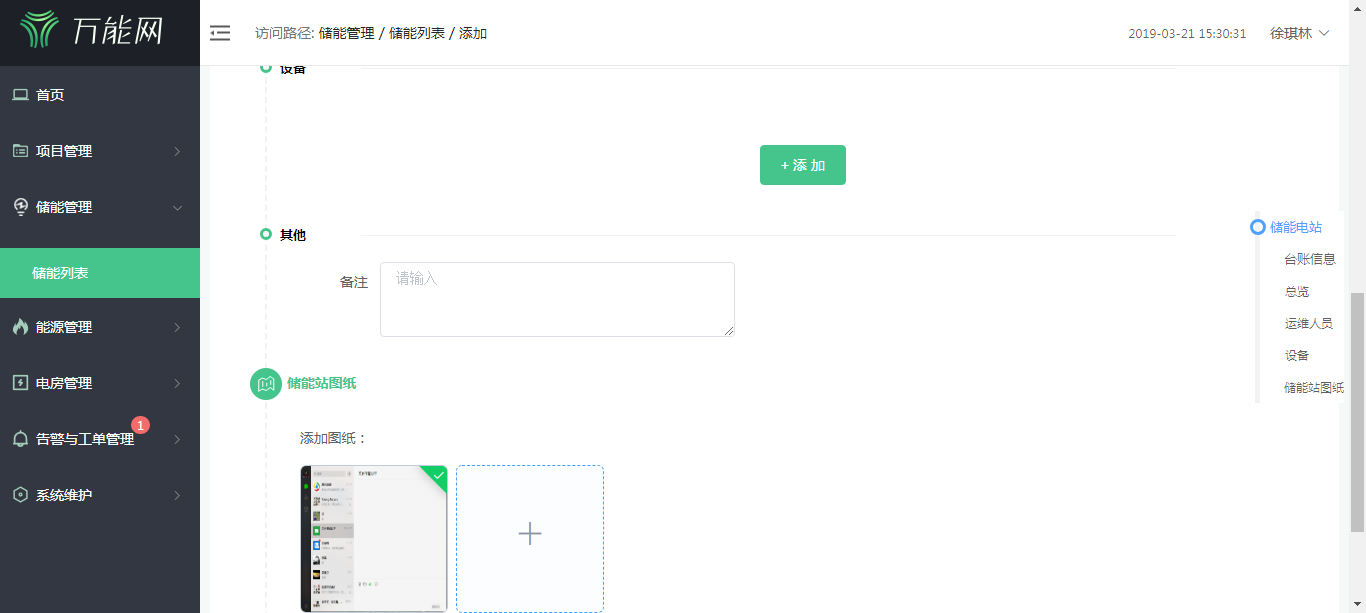 万能网
访问路径: 储能管理 / 储能列表 / 添加
2019-03-21 15:30:31
徐琪林
首页
项目管理
储能管理
储能列表
能源管理
电房管理
告警与工单管理
1
系统维护
设备
+ 添 加
其他
备注
请输入
储能站图纸
添加图纸：
储能电站
台账信息
总览
运维人员
设备
储能站图纸